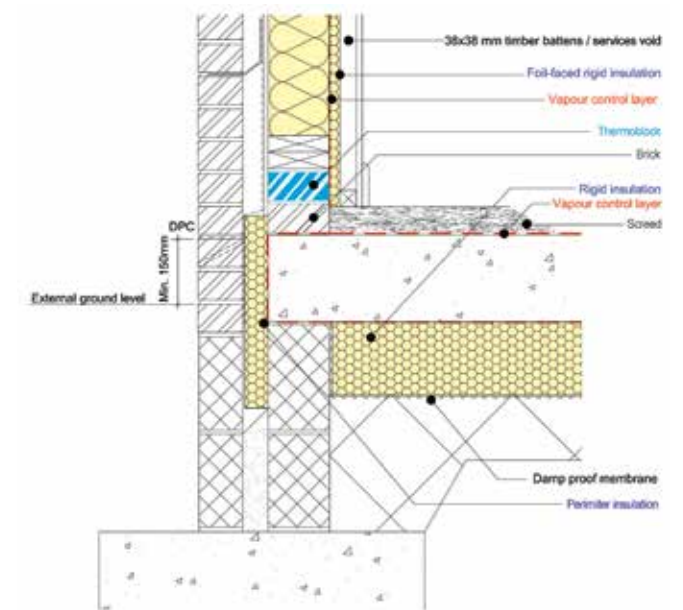 38x38 mm timber battens / services void
Foil-faced rigid insulation
Vapour control layer
Thermoblock
Brick
Rigid insulation
Vapour control layer
Screed
DPC
Min. 150mm
External ground level
Damp proof membrane
Perimiter insulation